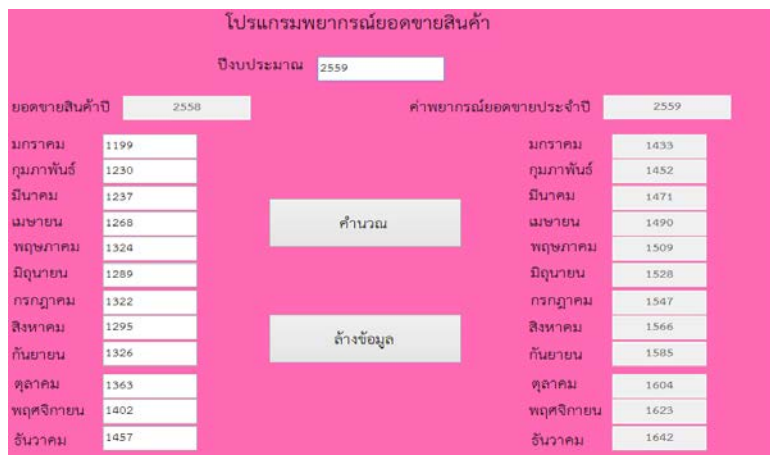 โปรแกรมพยากรณ์ยอดขายสินค้า
ปีงบประมาณ 2559
ยอดขายสินค้าปี 2558 ค่าพยากรณ์ยอดขายประจำปี 2559
มกราคม 1199 มกราคม 1433
กุมภาพันธ์ 1230 กุมภาพันธ์ 1452
มีนาคม 1237 มีนาคม 1471
เมษายน 1268 คำนวณ เมษายน 1490
พฤษภาคม 1324 พฤษภาคม 1509
มิถุนายน 1289 มิถุนายน 1528
กรกฎาคม 1322 กรกฎาคม 1547
สิงหาคม 1295 ล้างข้อมูล สิงหาคม 1566
กันยายน 1326 กันยายน 1585
ตุลาคม 1363 ตุลาคม 1604
พฤศจิกายน 1402 พฤศจิกายน 1623
ธันวาคม 1457 ธันวาคม 1642